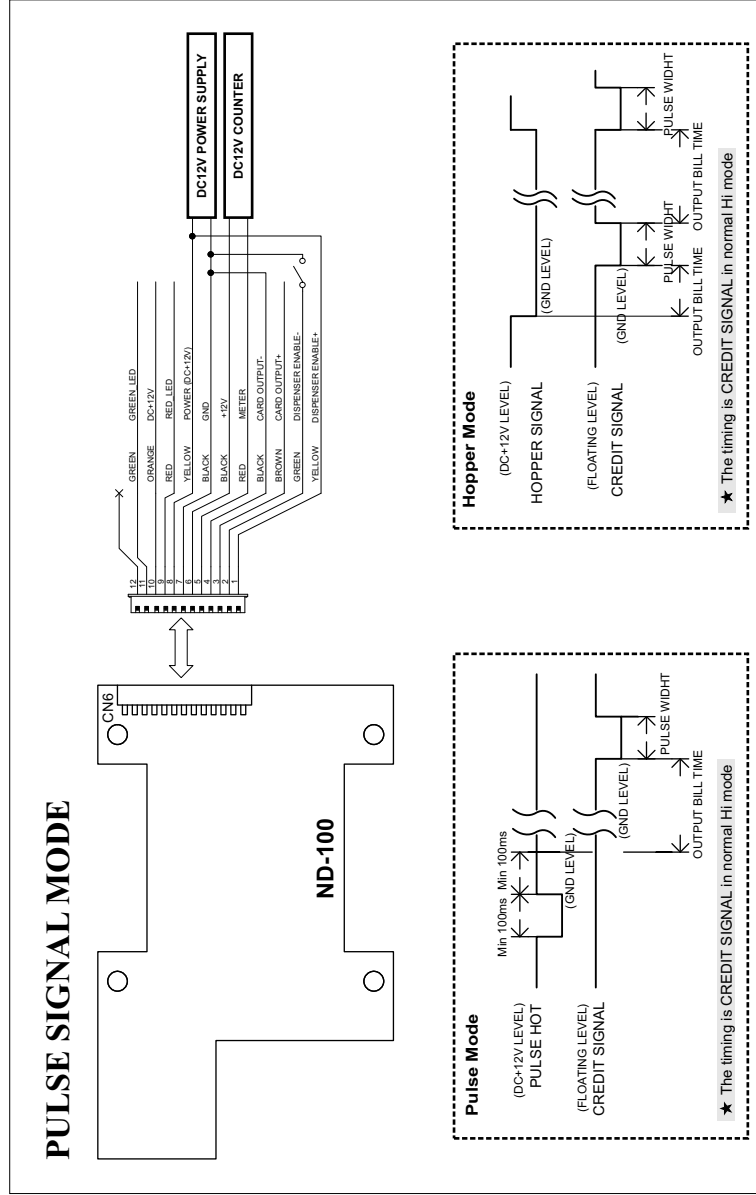 PULSE SIGNAL MODE
CN6
ND-100
12
11
10
9
8
7
6
5
4
3
2
1
GREEN GREEN_LED
ORANGE DC+12V
RED RED_LED
YELLOW POWER (DC+12V)
BLACK GND
BLACK +12V
RED METER
BLACK CARD OUTPUT-
BROWN CARD OUTPUT+
GREEN DISPENSER ENABLE-
YELLOW DISPENSER ENABLE+
DC12V POWER SUPPLY
DC12V COUNTER
Pulse Mode
(DC+12V LEVEL)
PULSE HOT
Min 100ms Min 100ms
(GND LEVEL)
(FLOATING LEVEL)
CREDIT SIGNAL
(GND LEVEL)
PULSE WIDHT
OUTPUT BILL TIME
★ The timing is CREDIT SIGNAL in normal Hi mode
Hopper Mode
(DC+12V LEVEL)
HOPPER SIGNAL
(GND LEVEL)
(FLOATING LEVEL)
CREDIT SIGNAL
(GND LEVEL)
PULSE WIDHT
PULSE WIDHT
OUTPUT BILL TIME
OUTPUT BILL TIME
★ The timing is CREDIT SIGNAL in normal Hi mode